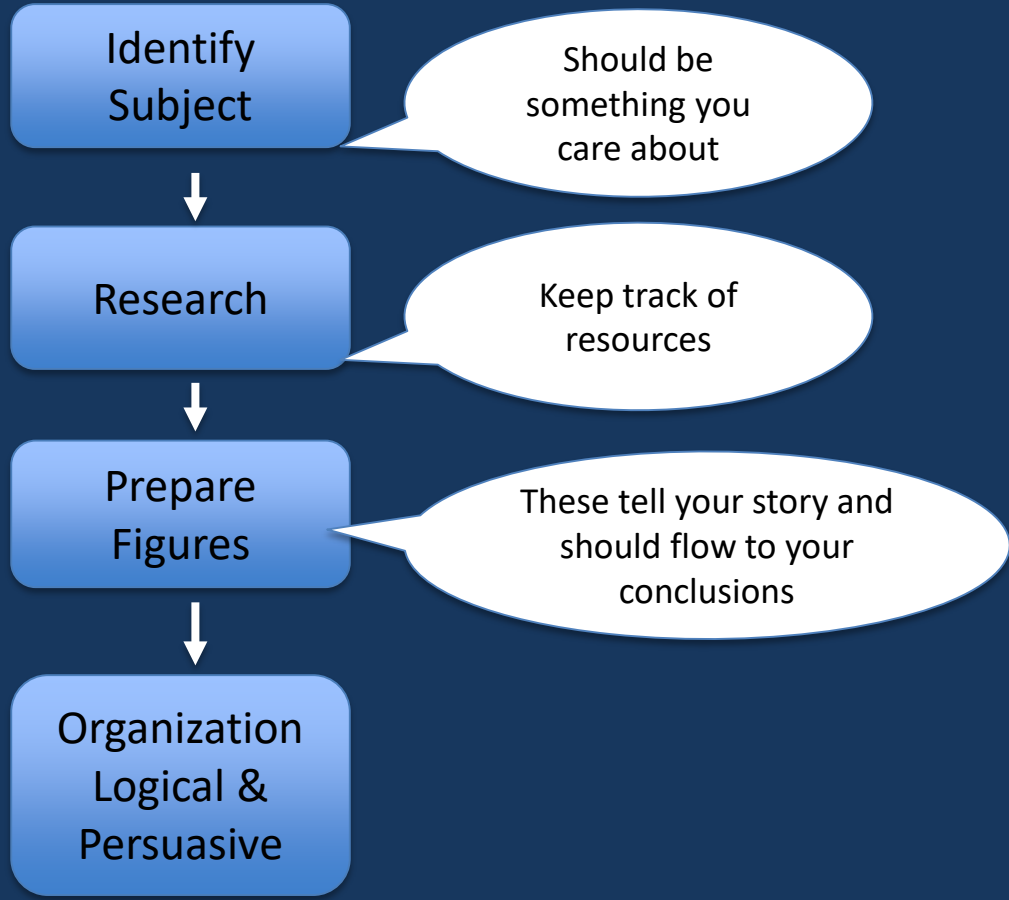 Identify
Subject
Should be
something you
care about
Research
Keep track of
resources
Prepare
Figures
These tell your story and
should flow to your
conclusions
Organization
Logical &
Persuasive